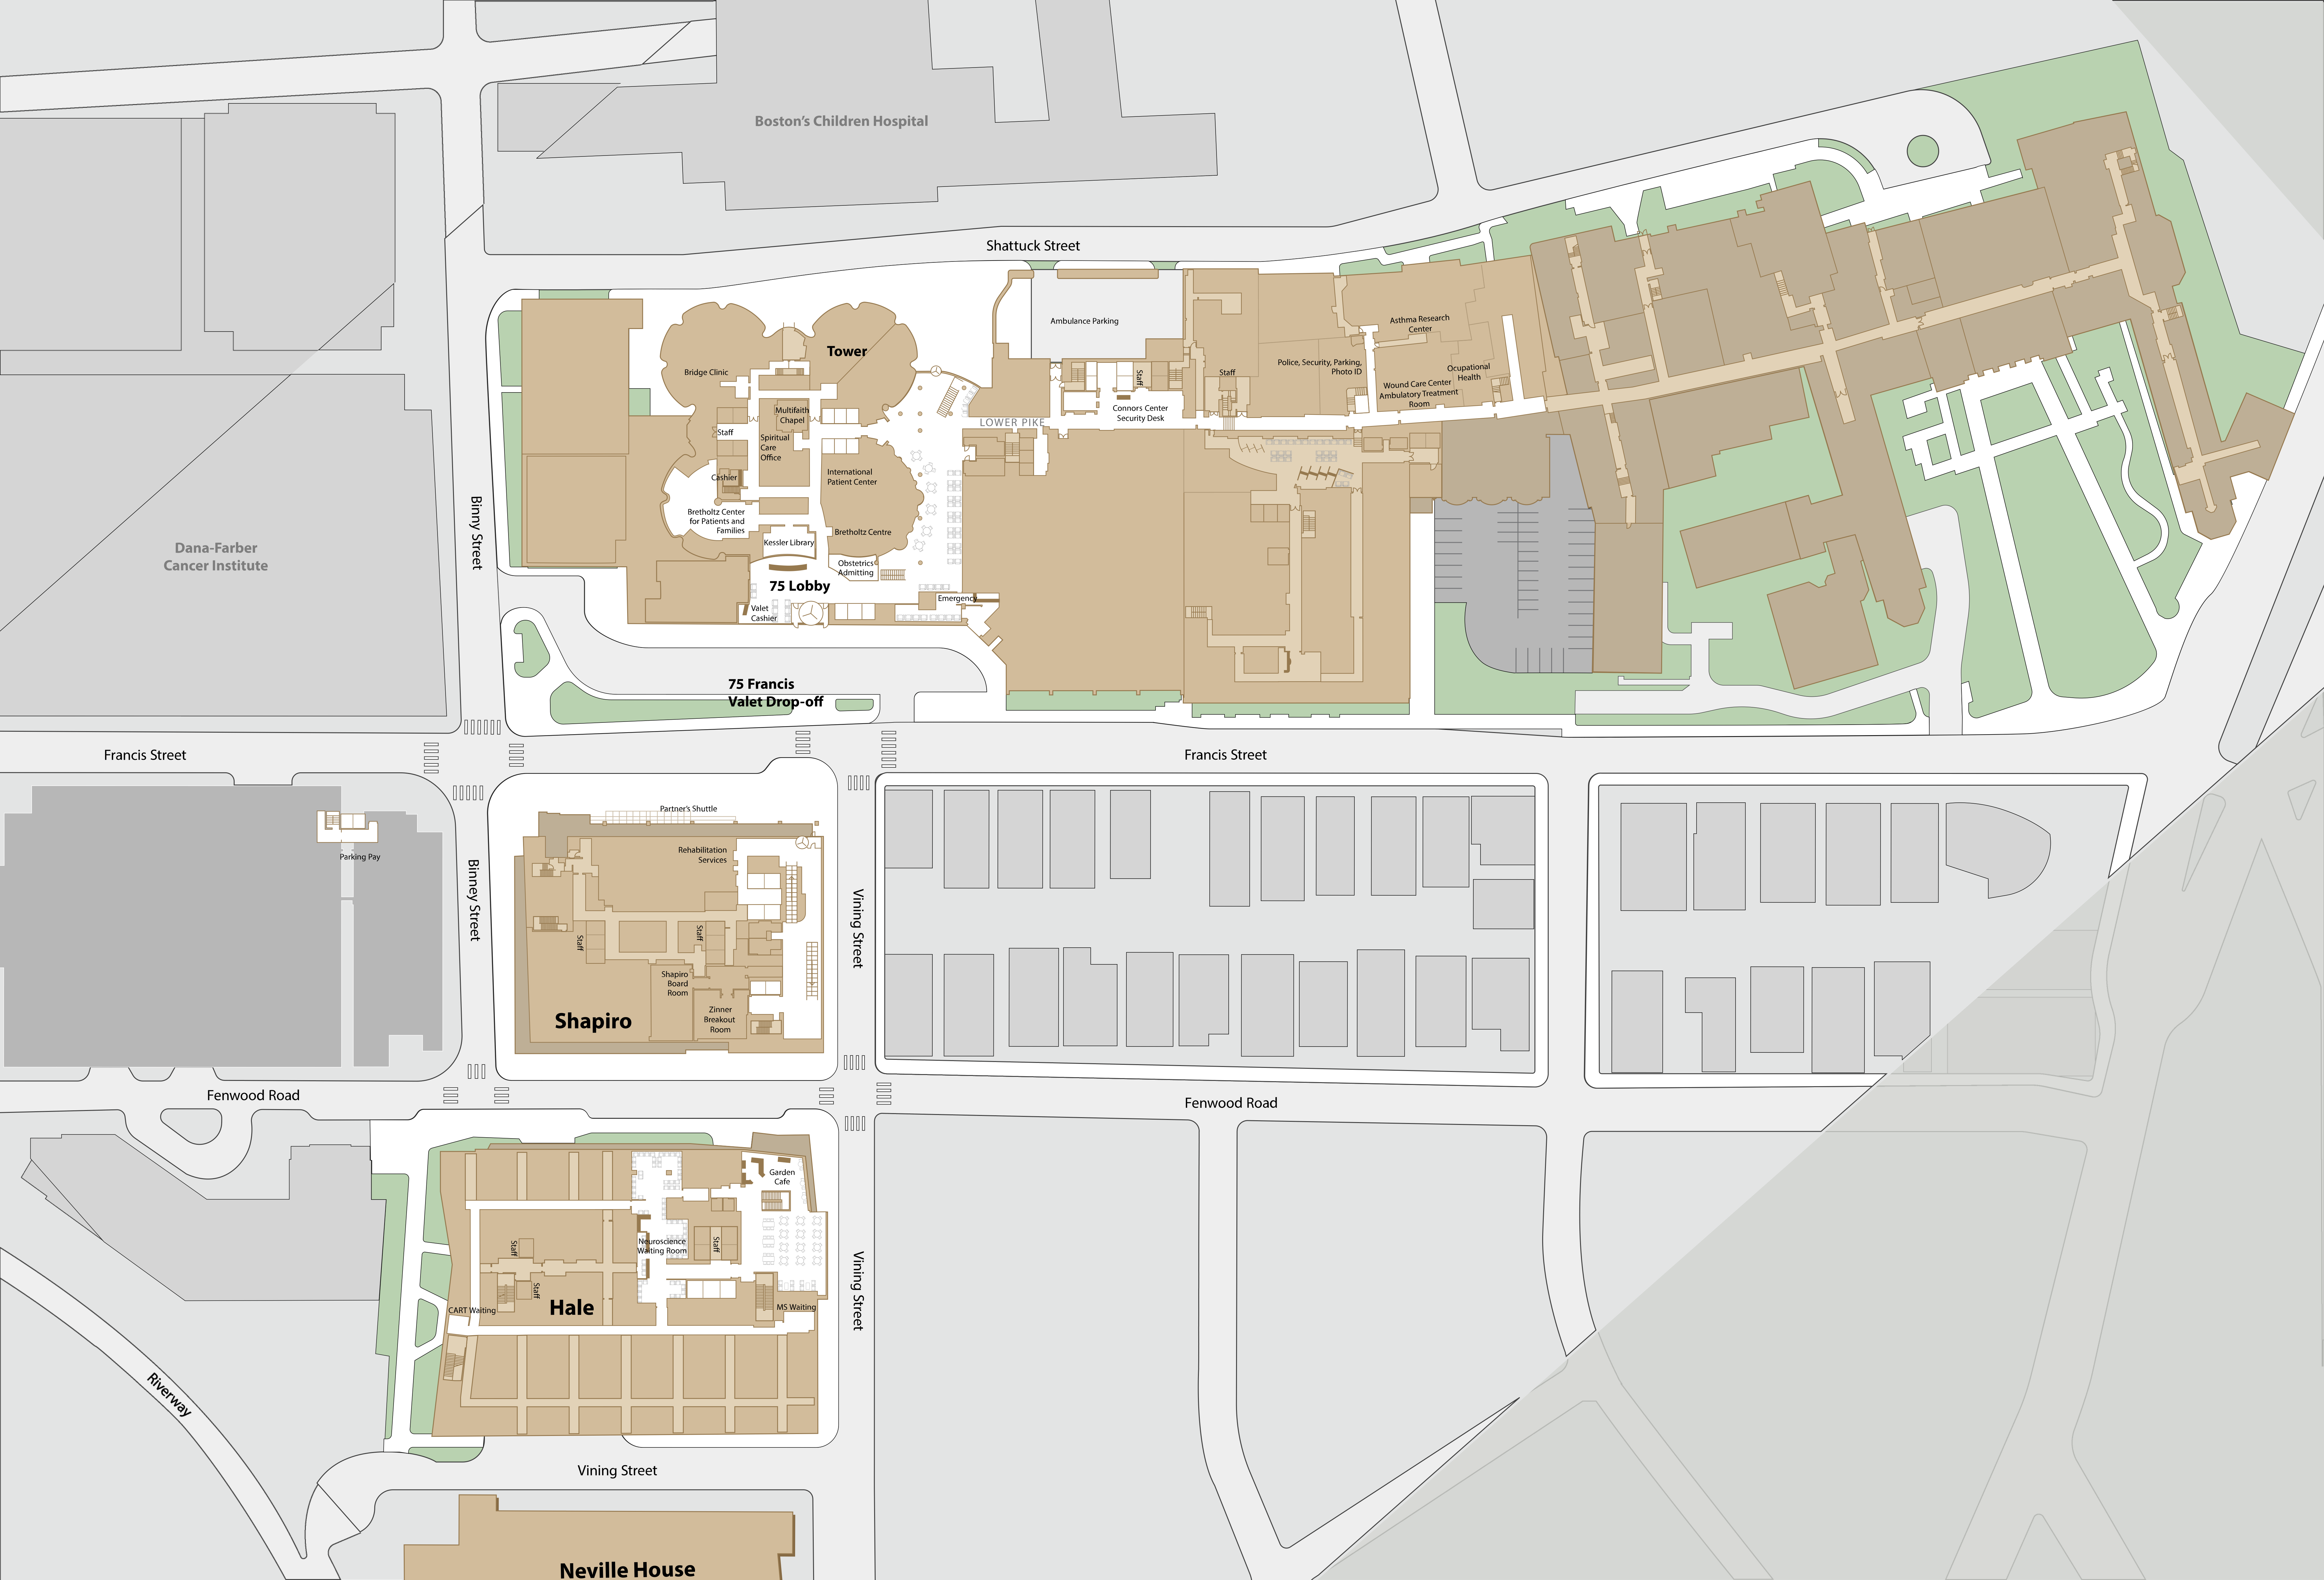 Boston's Children Hospital
Shattuck Street
Ambulance Parking
Tower
Bridge Clinic
Asthma Research
Center
Police, Security, Parking,
Photo ID
Staff
Staff
Ocupational
Health
Wound Care Center
Ambulatory Treatment
Room
Multifaith
Chapel
Connors Center
Security Desk
LOWER PIKE
Staff
Spiritual
Care
Office
Cashier
International
Patient Center
Bretholtz Center
for Patients and
Families
Bretholtz Centre
Kessler Library
Obstetrics
Admitting
75 Lobby
Emergency
Valet
Cashier
Binny Street
Dana-Farber
Cancer Institute
75 Francis
Valet Drop-off
Francis Street
Francis Street
Partner's Shuttle
Parking Pay
Rehabilitation
Services
Binney Street
Vining Street
Staff
Staff
Shapiro
Board
Room
Zinner
Breakout
Room
Shapiro
Fenwood Road
Fenwood Road
Garden
Cafe
Neuroscience
Waiting Room
Staff
Staff
Staff
CART Waiting
Hale
MS Waiting
Vining Street
Riverway
Vining Street
Neville House